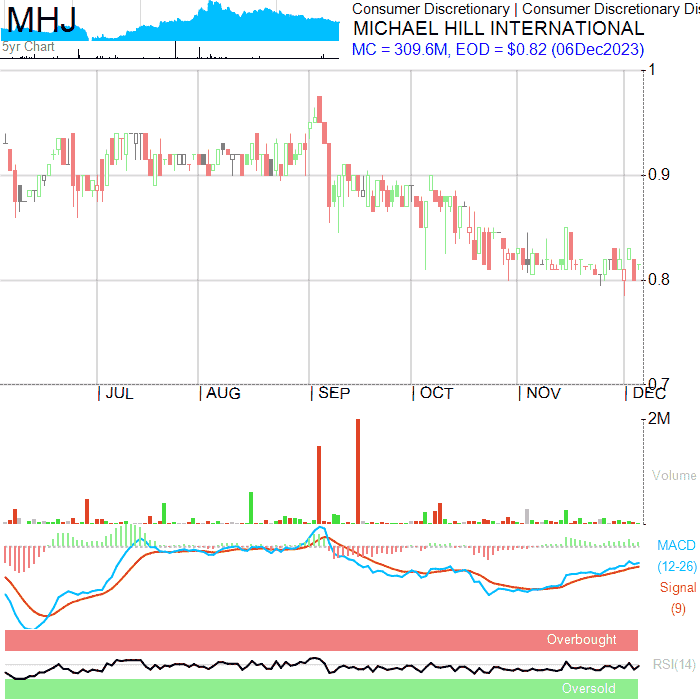 MHJ
5yr Chart
Consumer Discretionary | Consumer Discretionary Dis
MICHAEL HILL INTERNATIONAL
MC = 309.6M, EOD = $0.82 (06Dec2023)
1
0.9
0.8
0.7
| JUL | AUG | SEP | OCT | NOV | DEC
2M
Volume
MACD
(12-26)
Signal
(9)
Overbought
RSI(14)
Oversold